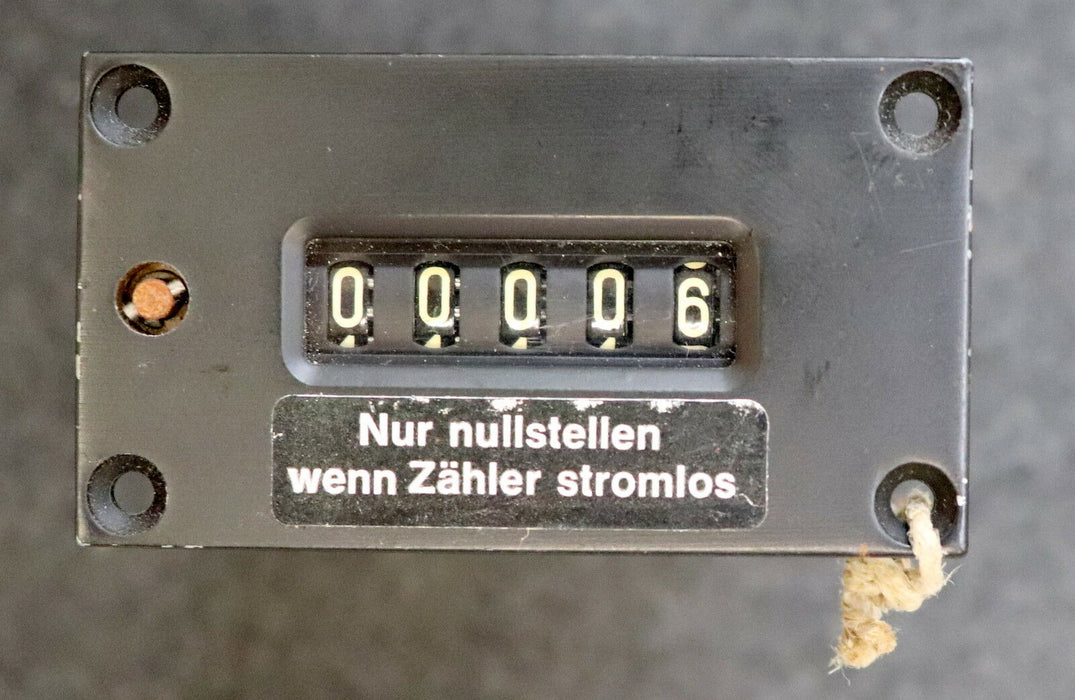 00006
Nur nullstellen
wenn Zähler stromlos